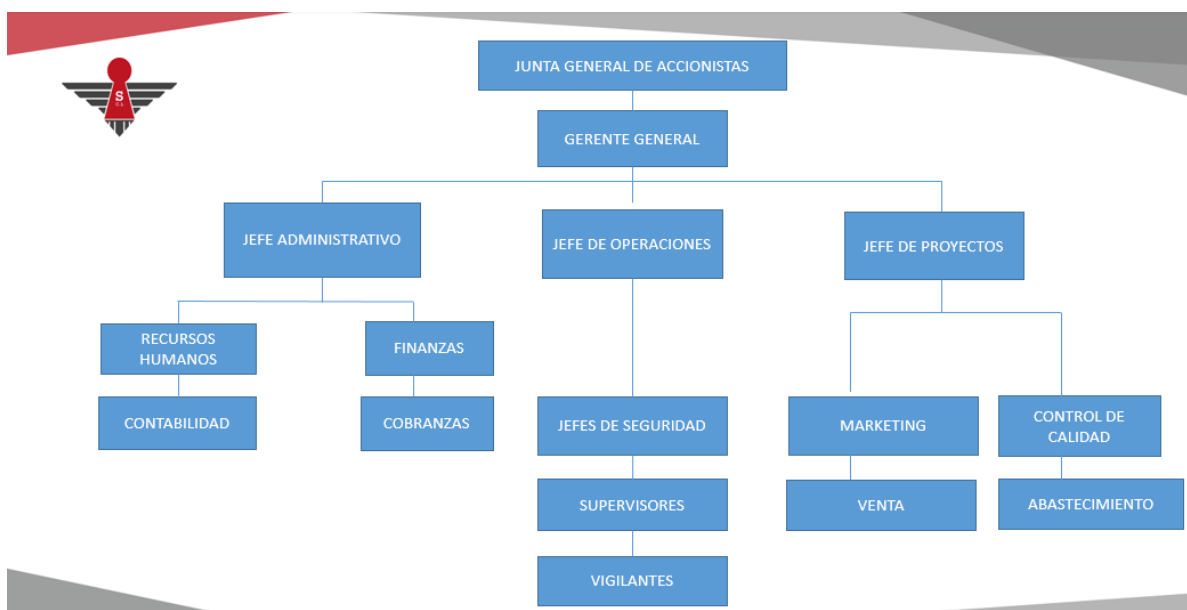 JUNTA GENERAL DE ACCIONISTAS
S
GERENTE GENERAL
JEFE ADMINISTRATIVO
JEFE DE OPERACIONES
JEFE DE PROYECTOS
RECURSOS
HUMANOS
FINANZAS
CONTABILIDAD
COBRANZAS
JEFES DE SEGURIDAD
MARKETING
CONTROL DE
CALIDAD
SUPERVISORES
VENTA
ABASTECIMIENTO
VIGILANTES